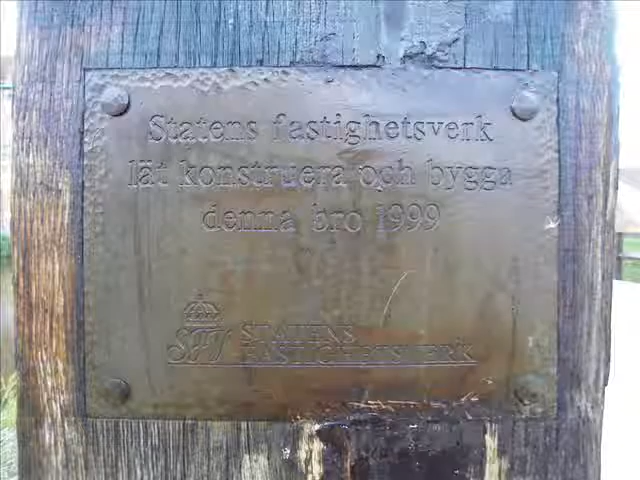 Statens fastighetsverk
lät konstruera och bygga
denna bro 1999
SFV STATENS
FASTIGHETSVERK